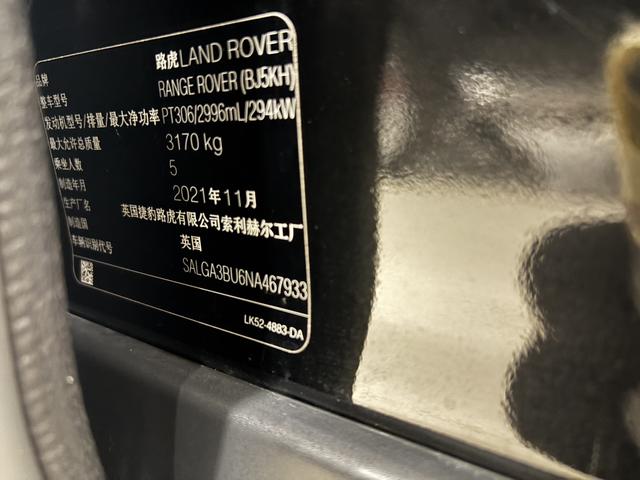 品牌 路虎LAND ROVER
整车型号 RANGE ROVER (BJ5KH)
发动机型号/排量/最大净功率 PT306/2996mL/294kW
最大允许总质量 3170 kg
乘坐人数 5
制造年月 2021年11月
生产厂名 英国捷豹路虎有限公司索利赫尔工厂
制造国 英国
车辆识别代号 SALGA3BU6NA467933
LK52-4883-DA